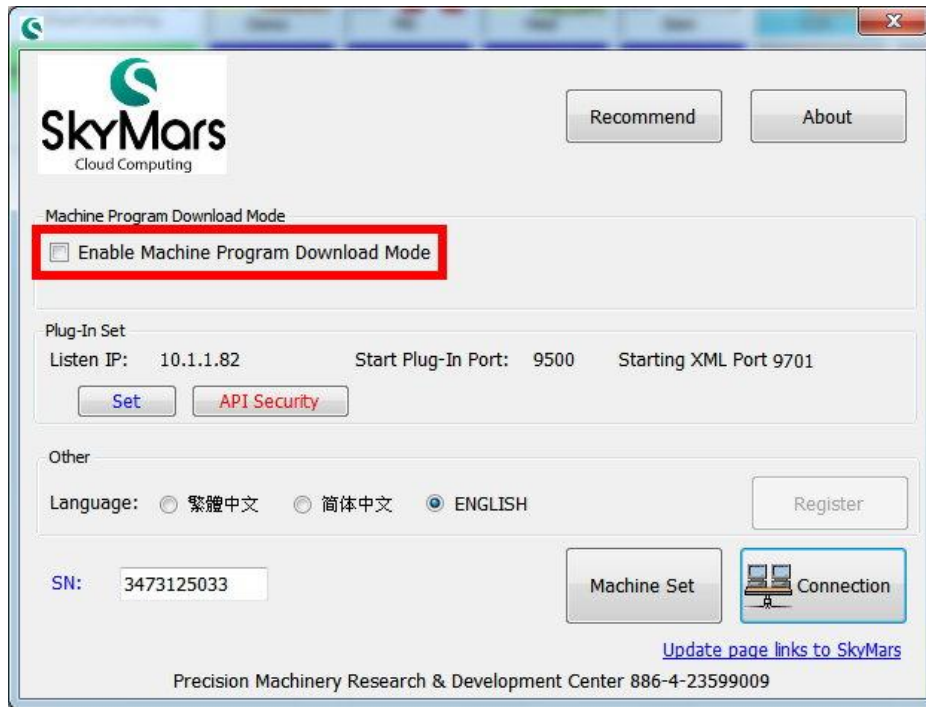 X
SkyMars
Cloud Computing
Recommend
About
Machine Program Download Mode
Enable Machine Program Download Mode
Plug-In Set
Listen IP: 10.1.1.82 Start Plug-In Port: 9500 Starting XML Port 9701
Set API Security
Other
Language: 繁體中文 简体中文 ENGLISH
Register
SN: 3473125033
Machine Set
Connection
Update page links to SkyMars
Precision Machinery Research & Development Center 886-4-23599009